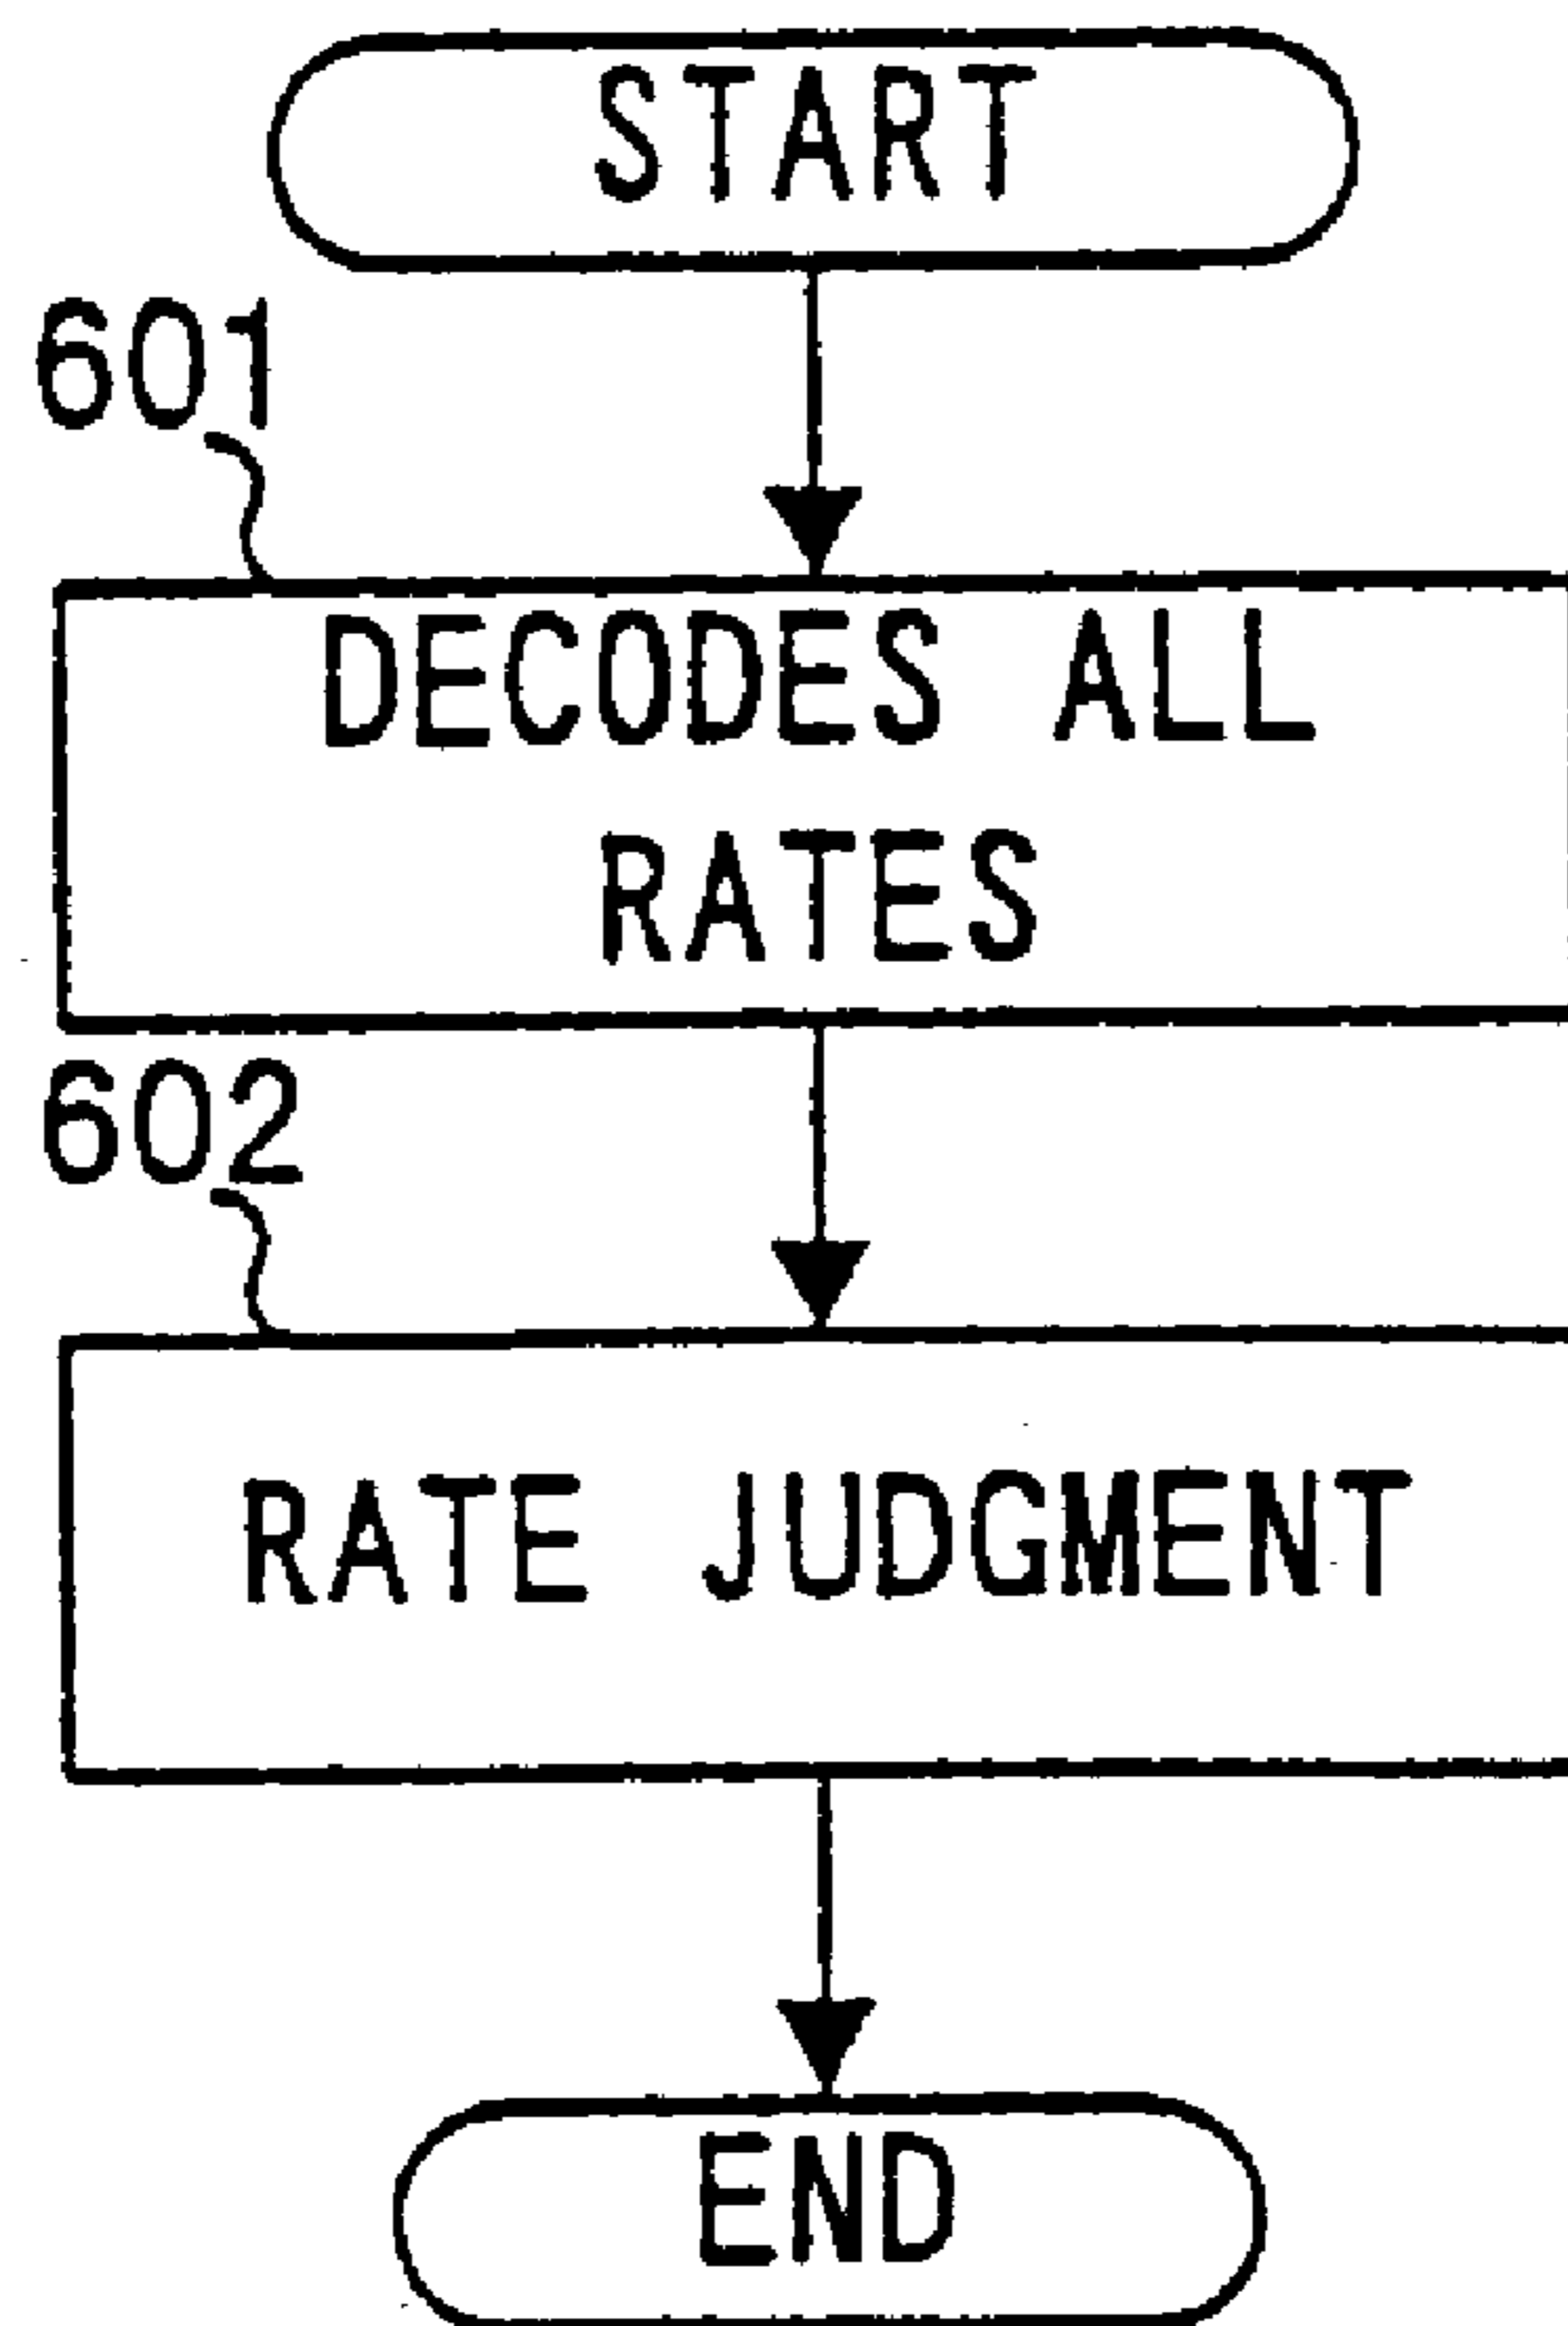 START
601
DECODES ALL
RATES
602
RATE JUDGMENT
END